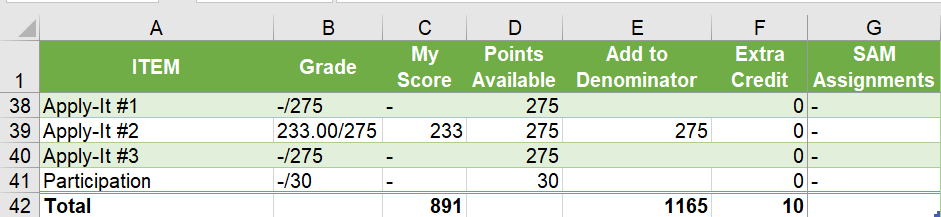 A B C D E F G
1 ITEM Grade My Score Points Available Add to Denominator Extra Credit SAM Assignments
38 Apply-It #1 -/275 - 275 0 -
39 Apply-It #2 233.00/275 233 275 275 0 -
40 Apply-It #3 -/275 - 275 0 -
41 Participation -/30 - 30 0 -
42 Total 891 1165 10